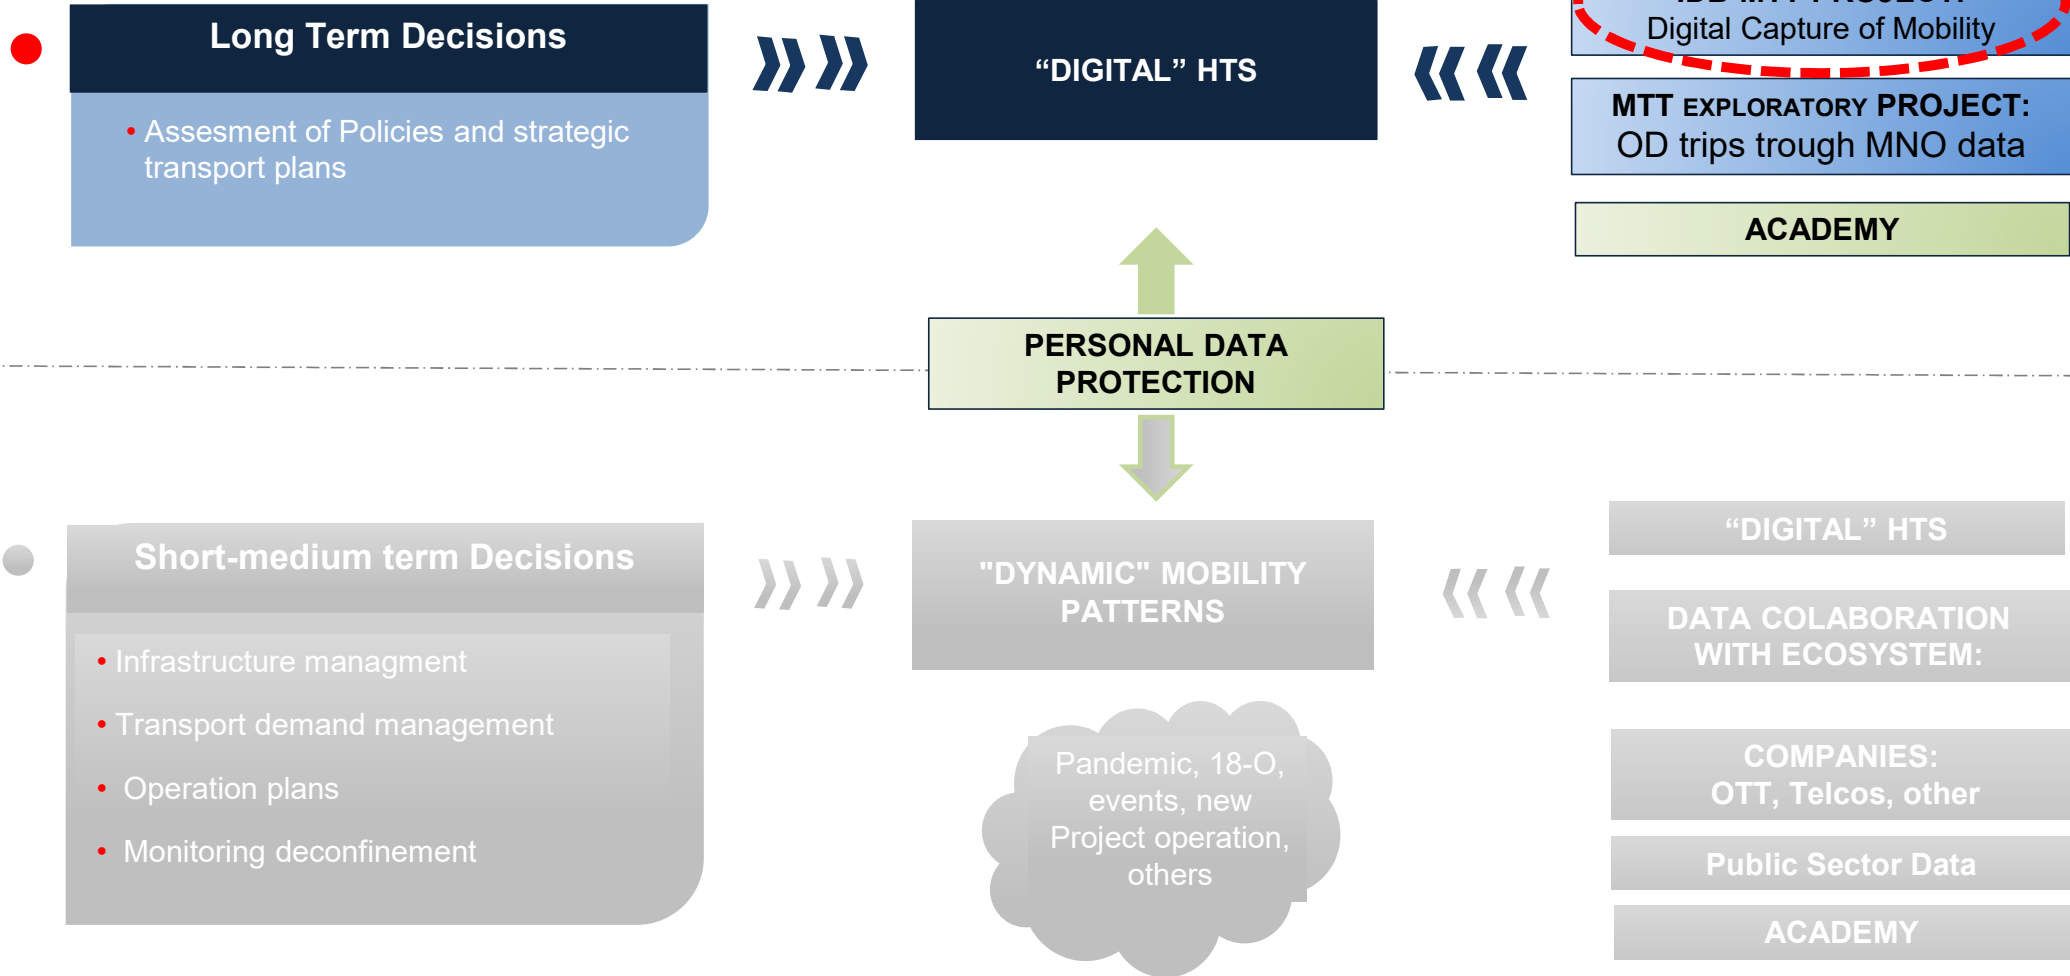 Long Term Decisions
• Assesment of Policies and strategic
transport plans
“DIGITAL” HTS
Digital Capture of Mobility
MTT EXPLORATORY PROJECT:
OD trips trough MNO data
ACADEMY
PERSONAL DATA
PROTECTION
Short-medium term Decisions
• Infrastructure managment
• Transport demand management
• Operation plans
• Monitoring deconfinement
"DYNAMIC" MOBILITY
PATTERNS
Pandemic, 18-O,
events, new
Project operation,
others
“DIGITAL” HTS
DATA COLABORATION
WITH ECOSYSTEM:
COMPANIES:
OTT, Telcos, other
Public Sector Data
ACADEMY